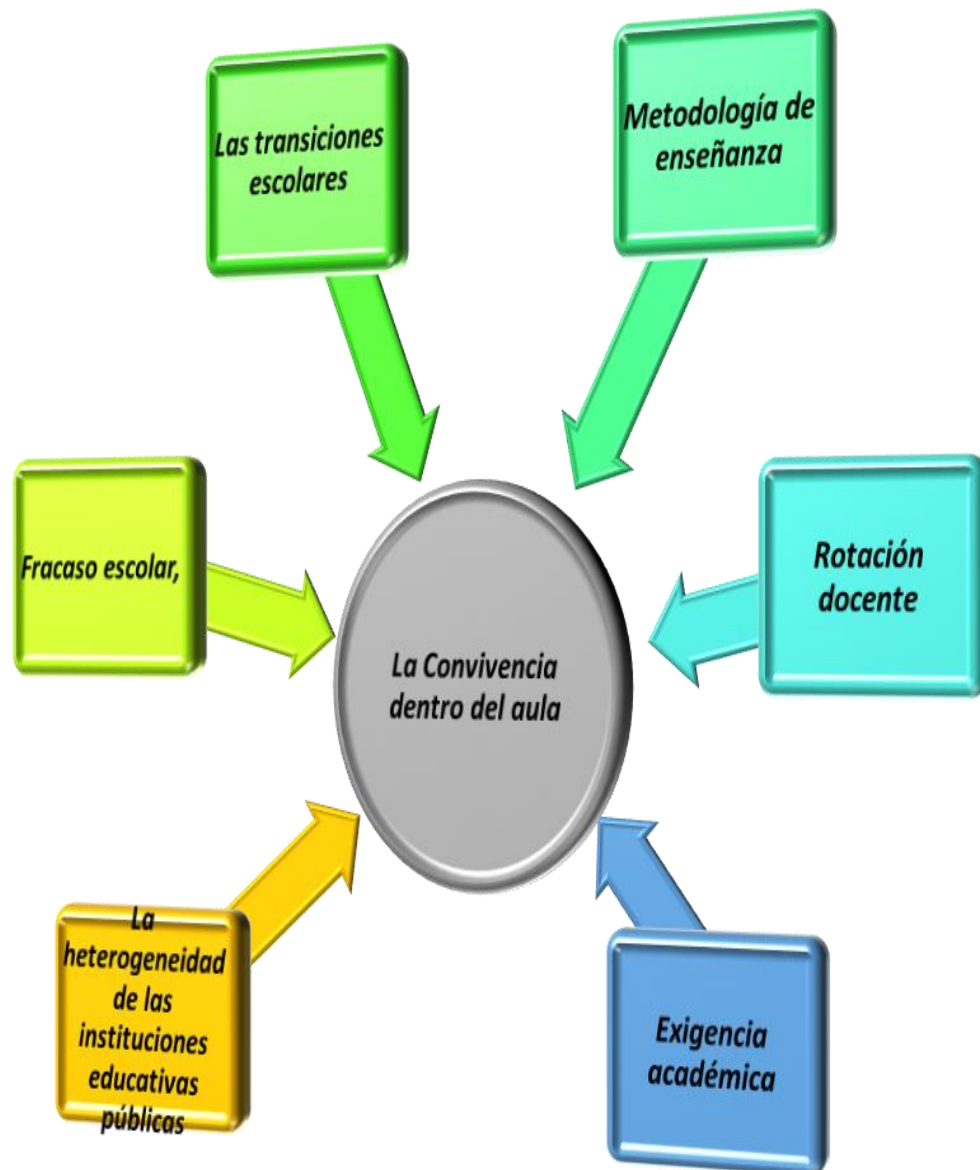 Las transiciones
escolares
Metodología de
enseñanza
Fracaso escolar,
Rotación
docente
La Convivencia
dentro del aula
La
heterogeneidad
de las
instituciones
educativas
públicas
Exigencia
académica